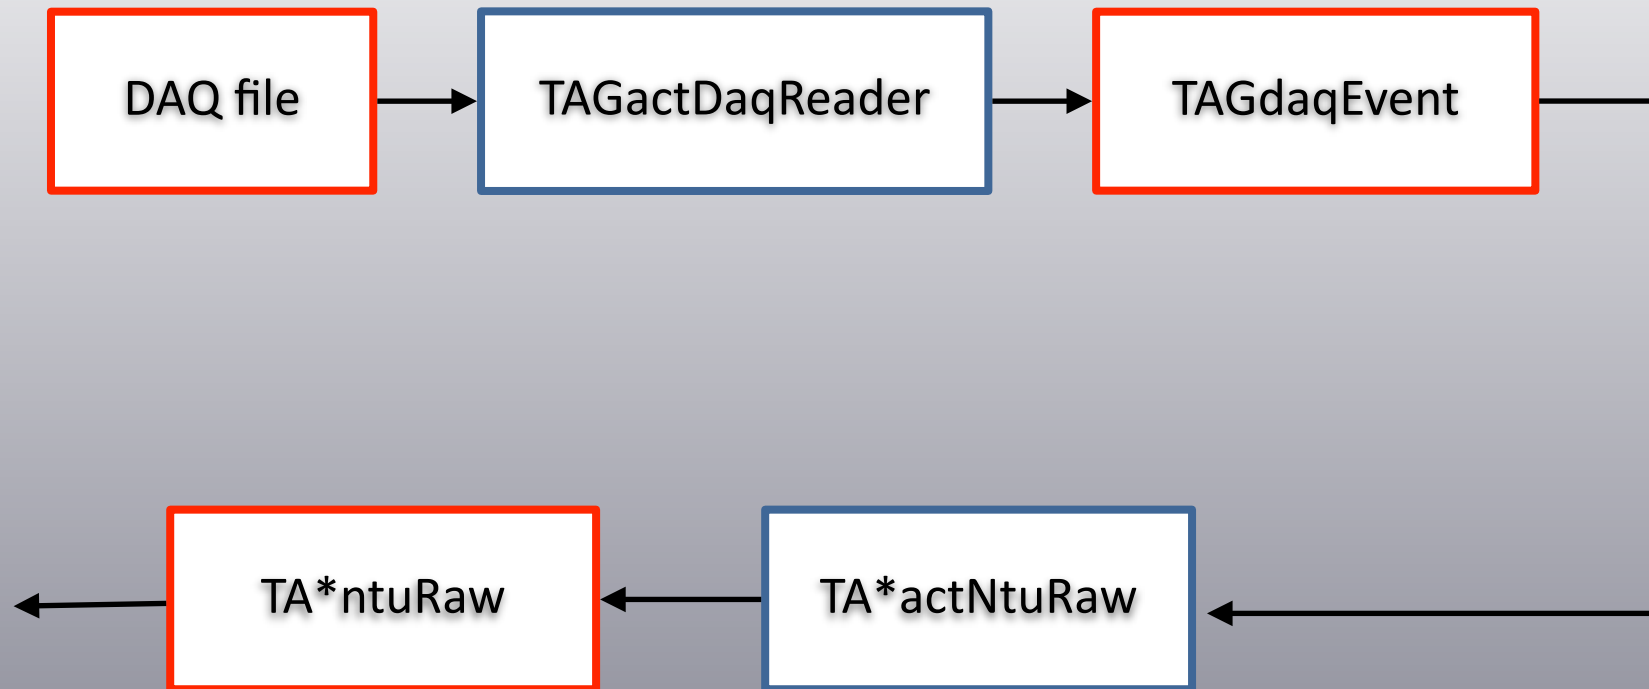 DAQ file
TAGactDaqReader
TAGdaqEvent
TA*ntuRaw
TA*actNtuRaw